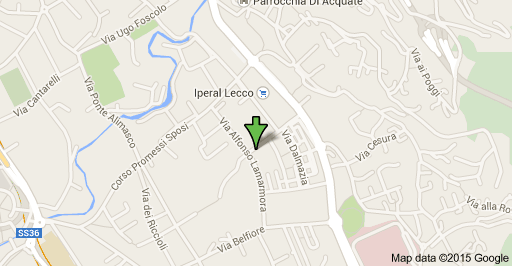 Parrocchia Di Acquate
Via Ugo Foscolo
Via ai Poggi
Iperal Lecco
Via Cantarelli
Via Ponte Alimasco
Corso Promessi Sposi
Via Alfonso Lamarmora
Via Dalmazia
Via Cesura
Via dei Riccioli
Via alla Ro
Via Belfiore
SS36
Map data ©2015 Google